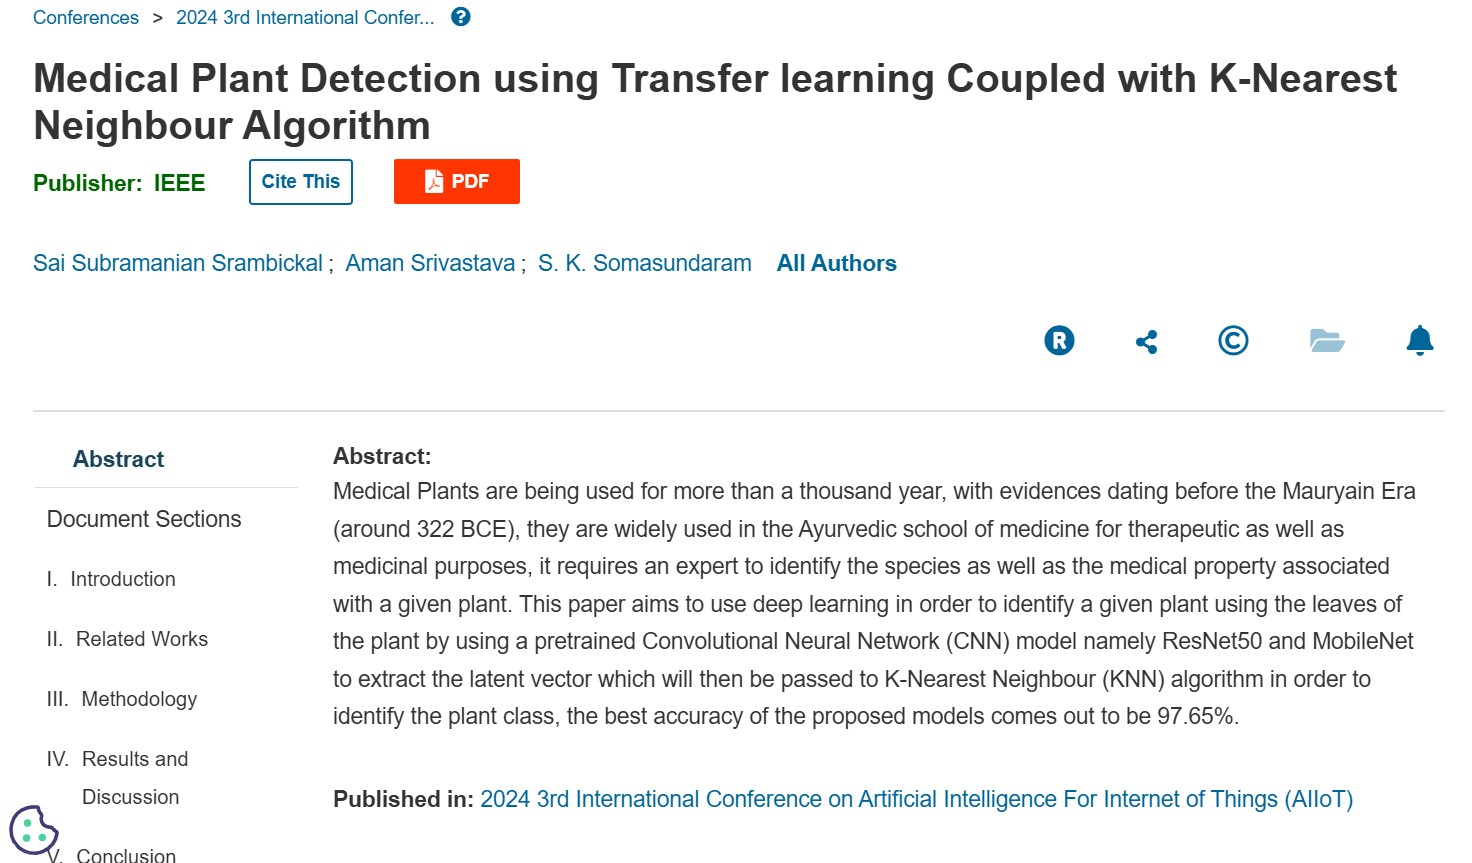 Conferences > 2024 3rd International Confer... ?
Medical Plant Detection using Transfer learning Coupled with K-Nearest
Neighbour Algorithm
Publisher: IEEE Cite This PDF
Sai Subramanian Srambickal ; Aman Srivastava ; S. K. Somasundaram All Authors
R ©
Abstract
Document Sections
I. Introduction
II. Related Works
III. Methodology
IV. Results and
Discussion
V. Conclusion
Abstract:
Medical Plants are being used for more than a thousand year, with evidences dating before the Mauryain Era
(around 322 BCE), they are widely used in the Ayurvedic school of medicine for therapeutic as well as
medicinal purposes, it requires an expert to identify the species as well as the medical property associated
with a given plant. This paper aims to use deep learning in order to identify a given plant using the leaves of
the plant by using a pretrained Convolutional Neural Network (CNN) model namely ResNet50 and MobileNet
to extract the latent vector which will then be passed to K-Nearest Neighbour (KNN) algorithm in order to
identify the plant class, the best accuracy of the proposed models comes out to be 97.65%.
Published in: 2024 3rd International Conference on Artificial Intelligence For Internet of Things (AIIoT)